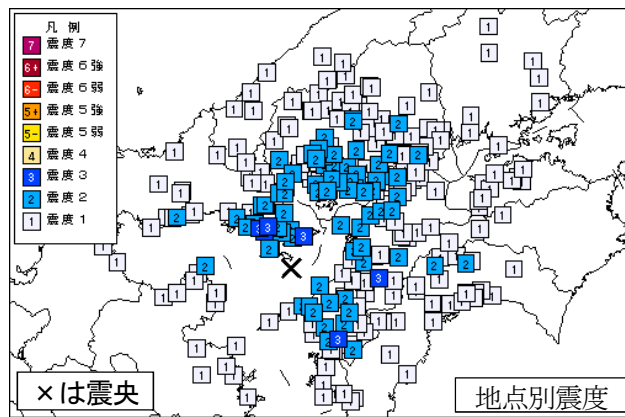 凡例
7 震度7
6+ 震度6強
6- 震度6弱
5+ 震度5強
5- 震度5弱
4 震度4
3 震度3
2 震度2
1 震度1
×は震央
地点別震度